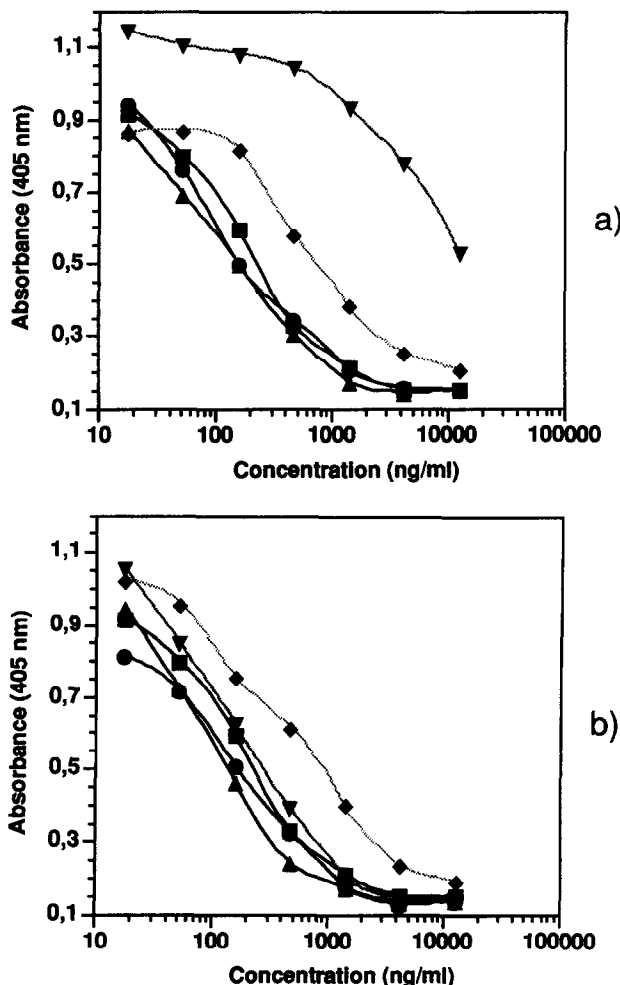 1,1
0,9
0,7
0,5
0,3
0,1
Absorbance (405 nm)
10 100 1000 10000 100000
Concentration (ng/ml)
a)
1,1
0,9
0,7
0,5
0,3
0,1
Absorbance (405 nm)
10 100 1000 10000 100000
Concentration (ng/ml)
b)